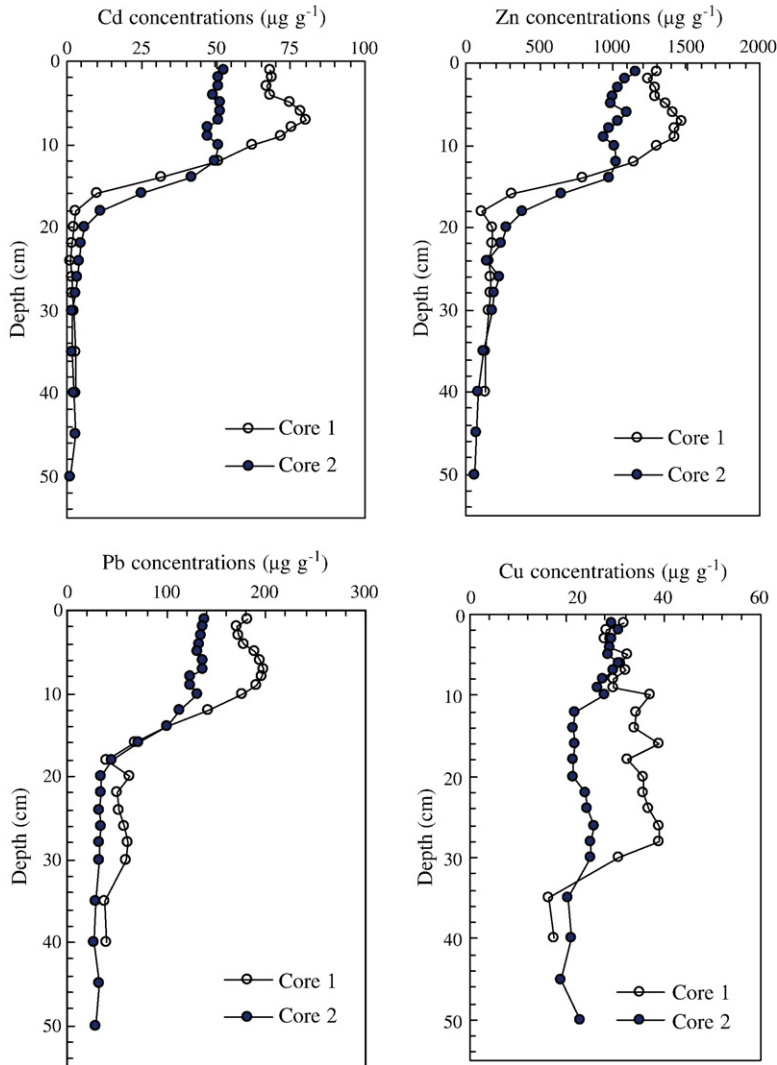 Cd concentrations (µg g⁻¹)
0 25 50 75 100
0
10
20
30
40
50
Depth (cm)
Core 1
Core 2
Zn concentrations (µg g⁻¹)
0 500 1000 1500 2000
0
10
20
30
40
50
Depth (cm)
Core 1
Core 2
Pb concentrations (µg g⁻¹)
0 100 200 300
0
10
20
30
40
50
Depth (cm)
Core 1
Core 2
Cu concentrations (µg g⁻¹)
0 20 40 60
0
10
20
30
40
50
Depth (cm)
Core 1
Core 2